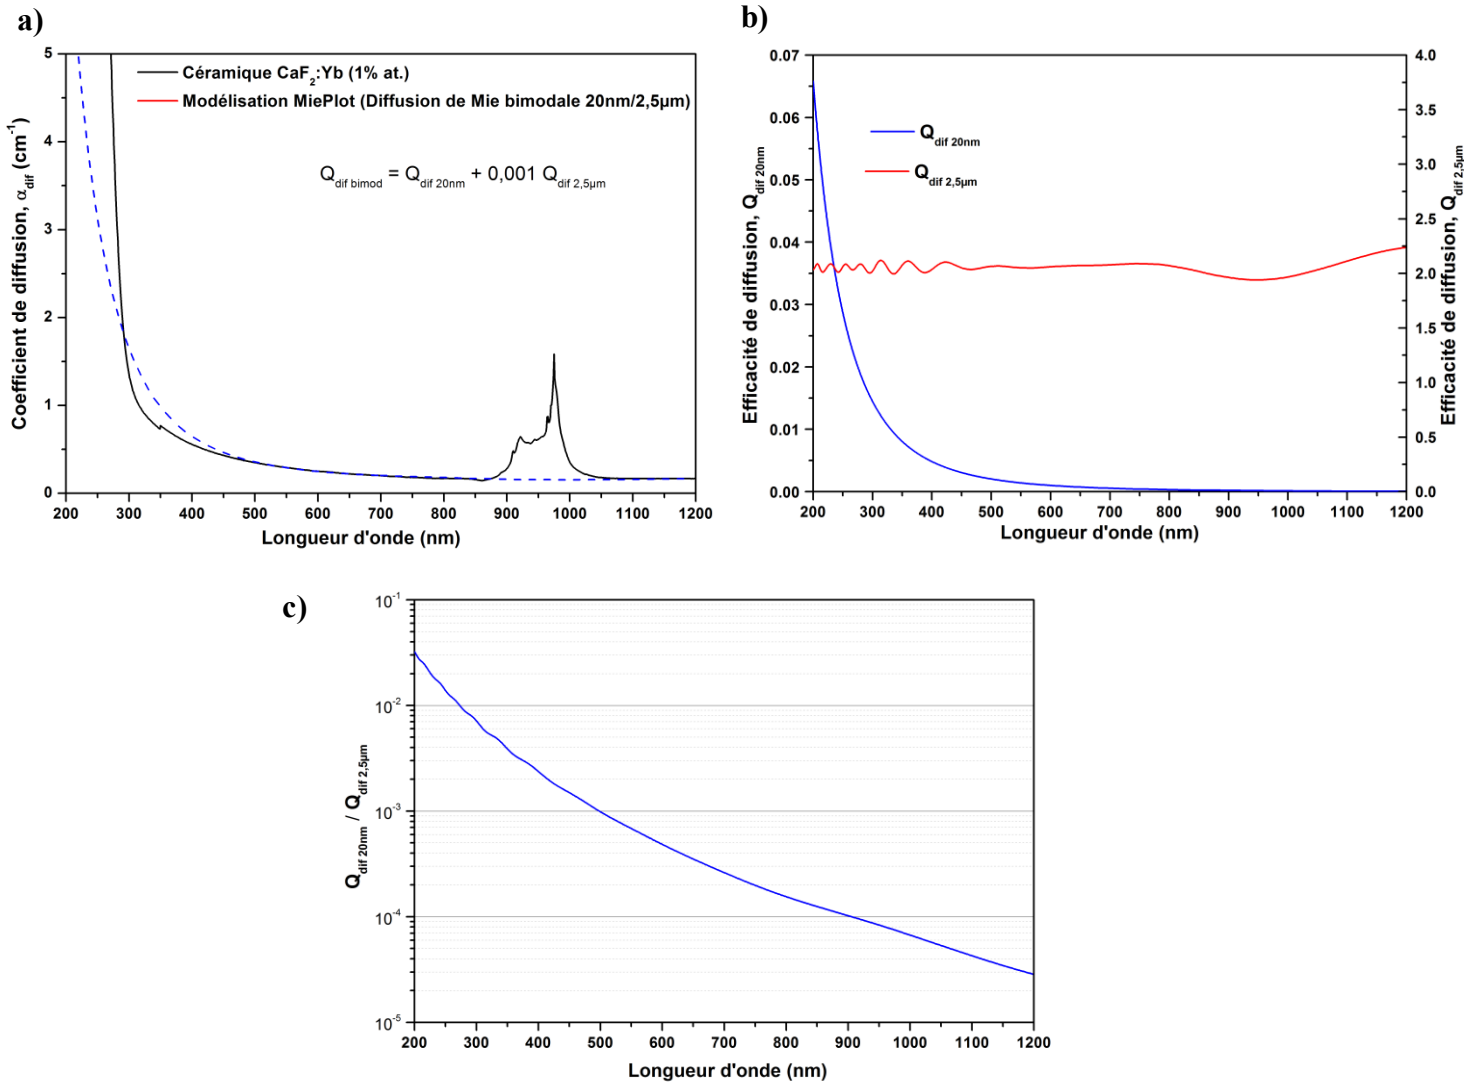 a)
5
4
3
2
1
0
Coefficient de diffusion, α dif (cm-1)
Céramique CaF2:Yb (1% at.)
Modélisation MiePlot (Diffusion de Mie bimodale 20nm/2,5µm)
Qdif bimod = Qdif 20nm + 0,001 Qdif 2,5µm
200 300 400 500 600 700 800 900 1000 1100 1200
Longueur d'onde (nm)
b)
0.07
0.06
0.05
0.04
0.03
0.02
0.01
0.00
Efficacité de diffusion, Qdif 20nm
Qdif 20nm
Qdif 2,5µm
4.0
3.5
3.0
2.5
2.0
1.5
1.0
0.5
0.0
Efficacité de diffusion, Qdif 2,5µm
200 300 400 500 600 700 800 900 1000 1100 1200
Longueur d'onde (nm)
c)
10-1
10-2
10-3
10-4
10-5
Qdif 20nm / Qdif 2,5µm
200 300 400 500 600 700 800 900 1000 1100 1200
Longueur d'onde (nm)